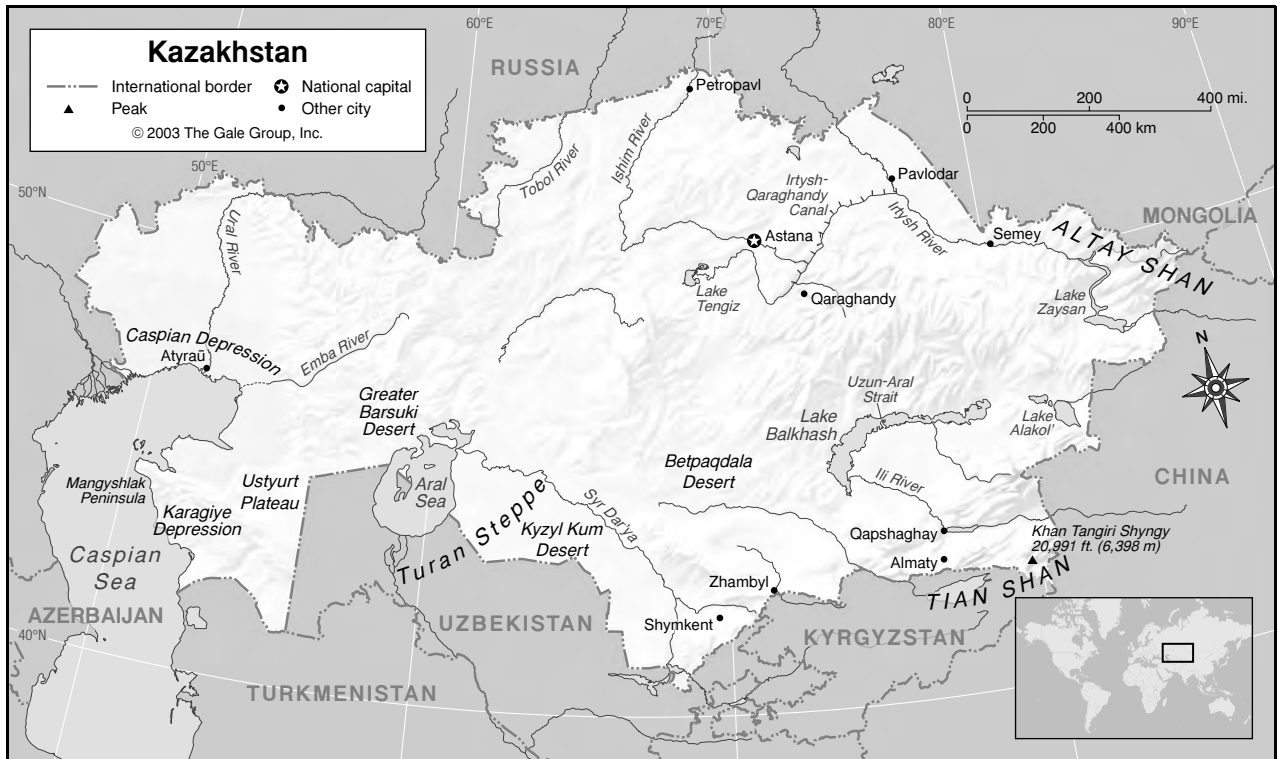 60°E
70°E
80°E
90°E
Kazakhstan
International border
National capital
Peak
Other city
© 2003 The Gale Group, Inc.
RUSSIA
Petropavl
0 200 400 mi.
0 200 400 km
50°E
50°N
50°N
Tobol River
Ishim River
Irtysh-
Qaraghandy
Canal
Pavlodar
Irtysh River
MONGOLIA
ALTAY SHAN
Ural River
Astana
Semey
Lake
Tengiz
Qaraghandy
Lake
Zaysan
Caspian Depression
Atyraū
Emba River
N
Greater
Barsuki
Desert
Uzun-Aral
Strait
Lake
Balkhash
Lake
Alakol'
Betpaqdala
Desert
CHINA
Mangyshlak
Peninsula
Ustyurt
Plateau
Aral
Sea
Ili River
Karagiye
Depression
Turan Steppe
Syr Dar'ya
Kyzyl Kum
Desert
Qapshaghay
Khan Tangiri Shyngy
20,991 ft. (6,398 m)
Caspian
Sea
Almaty
Zhambyl
TIAN SHAN
AZERBAIJAN
UZBEKISTAN
Shymkent
KYRGYZSTAN
40°N
40°N
TURKMENISTAN